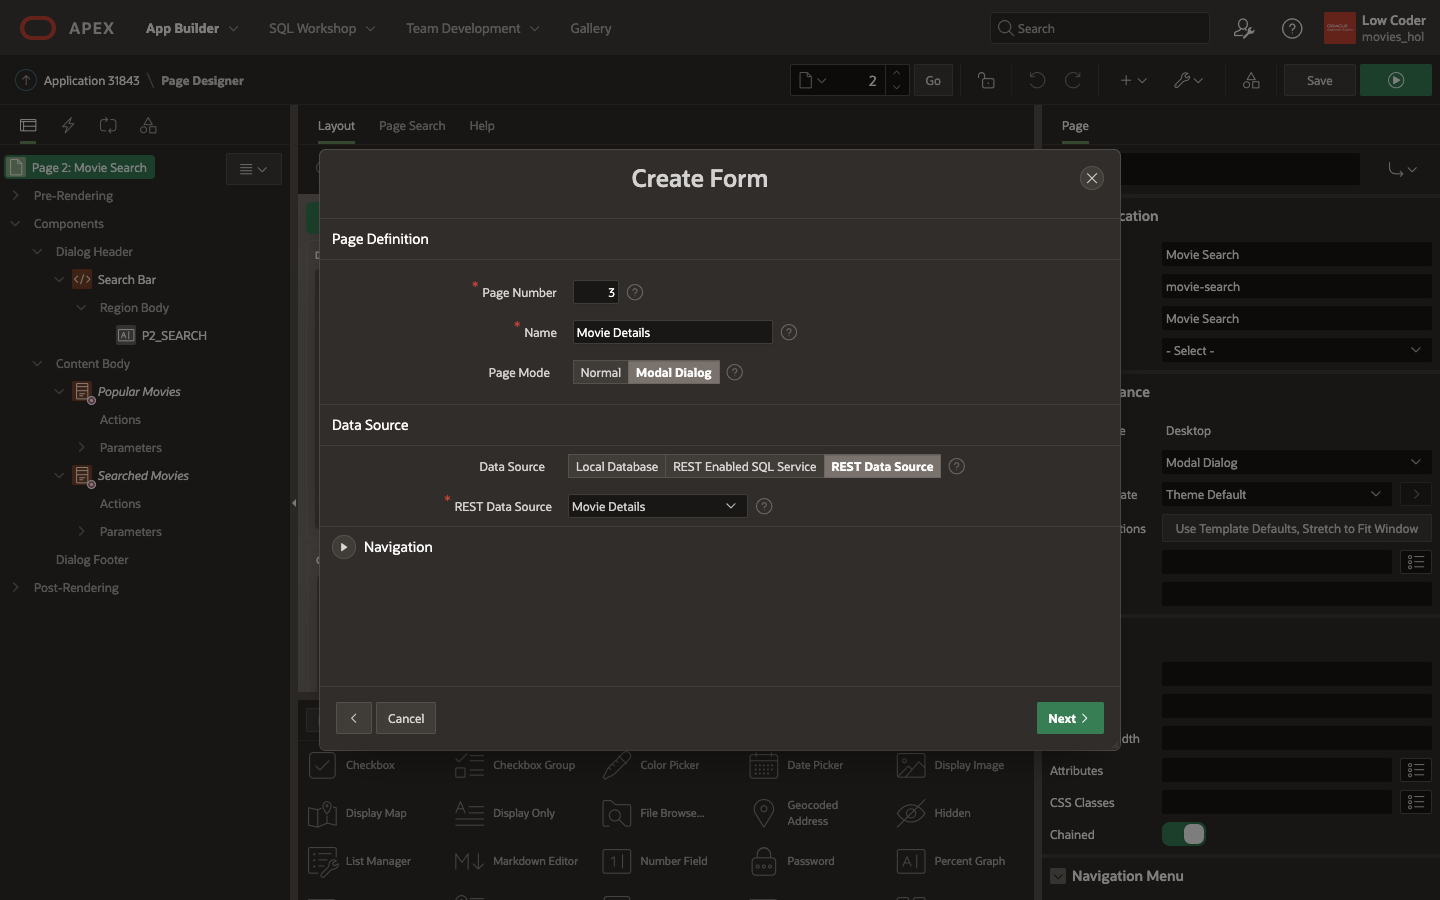 APEX
App Builder
SQL Workshop
Team Development
Gallery
Search
Low Coder
movies_hol
Application 31843 \ Page Designer
2
Go
Save
Layout
Page Search
Help
Page
Page 2: Movie Search
Pre-Rendering
Components
Dialog Header
Search Bar
Region Body
P2_SEARCH
Content Body
Popular Movies
Actions
Parameters
Searched Movies
Actions
Parameters
Dialog Footer
Post-Rendering
Create Form
Page Definition
* Page Number
3
* Name
Movie Details
Page Mode
Normal
Modal Dialog
Data Source
Data Source
Local Database
REST Enabled SQL Service
REST Data Source
* REST Data Source
Movie Details
Navigation
Cancel
Next
Checkbox
Checkbox Group
Color Picker
Date Picker
Display Image
Display Map
Display Only
File Browse...
Geocoded
Address
Hidden
List Manager
Markdown Editor
Number Field
Password
Percent Graph
cation
Movie Search
movie-search
Movie Search
- Select -
ance
e
Desktop
Modal Dialog
ate
Theme Default
ions
Use Template Defaults, Stretch to Fit Window
dth
Attributes
CSS Classes
Chained
Navigation Menu